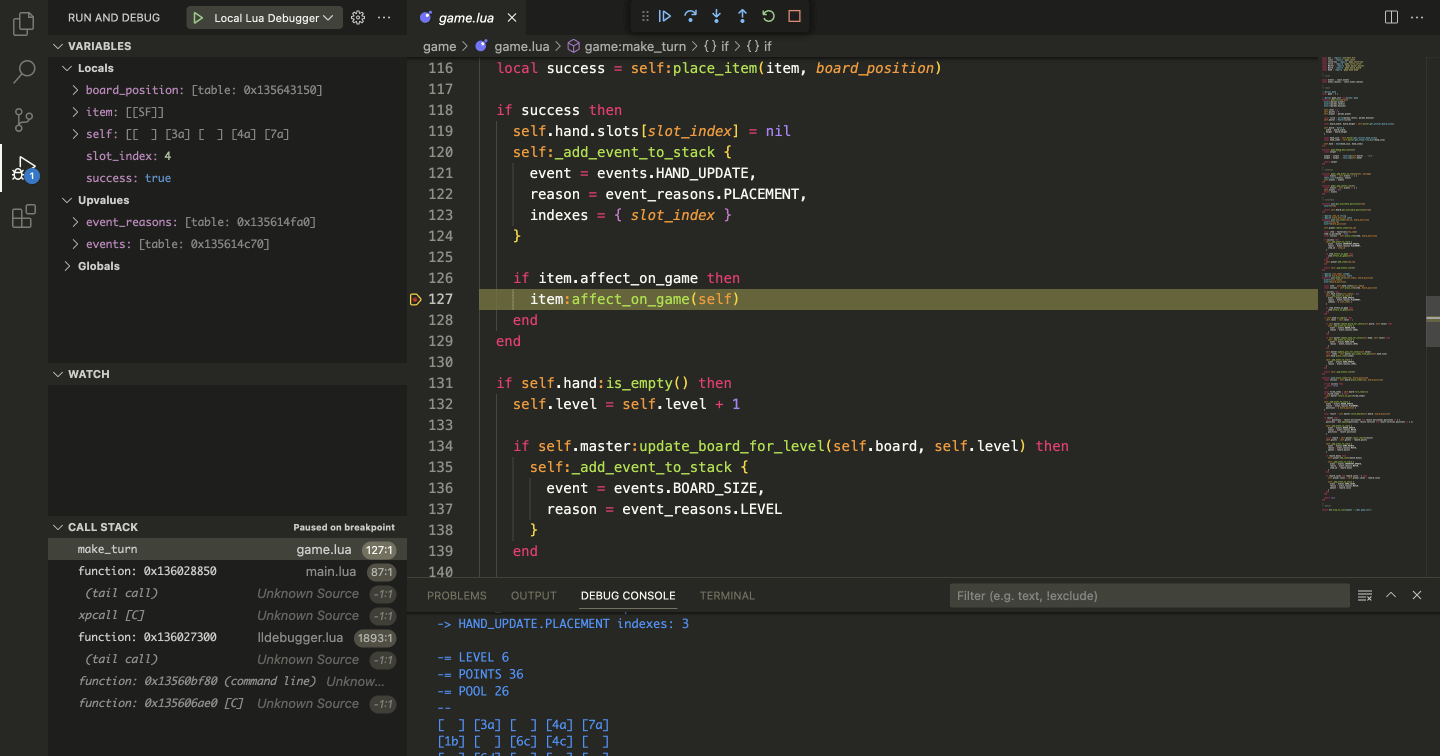 RUN AND DEBUG
Local Lua Debugger
VARIABLES
Locals
board_position: [table: 0x135643150]
item: [[SF]]
self: [[  ] [3a] [  ] [4a] [7a]
slot_index: 4
success: true
Upvalues
event_reasons: [table: 0x135614fa0]
events: [table: 0x135614c70]
Globals
1
WATCH
CALL STACK Paused on breakpoint
make_turn game.lua 127:1
function: 0x136028850 main.lua 87:1
(tail call) Unknown Source -1:1
xpcall [C] Unknown Source -1:1
function: 0x136027300 lldebugger.lua 1893:1
(tail call) Unknown Source -1:1
function: 0x13560bf80 (command line) Unknow...
function: 0x135606ae0 [C] Unknown Source -1:1
game.lua
game > game.lua > game:make_turn > {} if > {} if
116 local success = self:place_item(item, board_position)
117
118 if success then
119 self.hand.slots[slot_index] = nil
120 self:_add_event_to_stack {
121 event = events.HAND_UPDATE,
122 reason = event_reasons.PLACEMENT,
123 indexes = { slot_index }
124 }
125
126 if item.affect_on_game then
127 item:affect_on_game(self)
128 end
129 end
130
131 if self.hand:is_empty() then
132 self.level = self.level + 1
133
134 if self.master:update_board_for_level(self.board, self.level) then
135 self:_add_event_to_stack {
136 event = events.BOARD_SIZE,
137 reason = event_reasons.LEVEL
138 }
139 end
140
PROBLEMS OUTPUT DEBUG CONSOLE TERMINAL Filter (e.g. text, !exclude)
-> HAND_UPDATE.PLACEMENT indexes: 3
-= LEVEL 6
-= POINTS 36
-= POOL 26
--
[  ] [3a] [  ] [4a] [7a]
[1b] [  ] [6c] [4c] [  ]